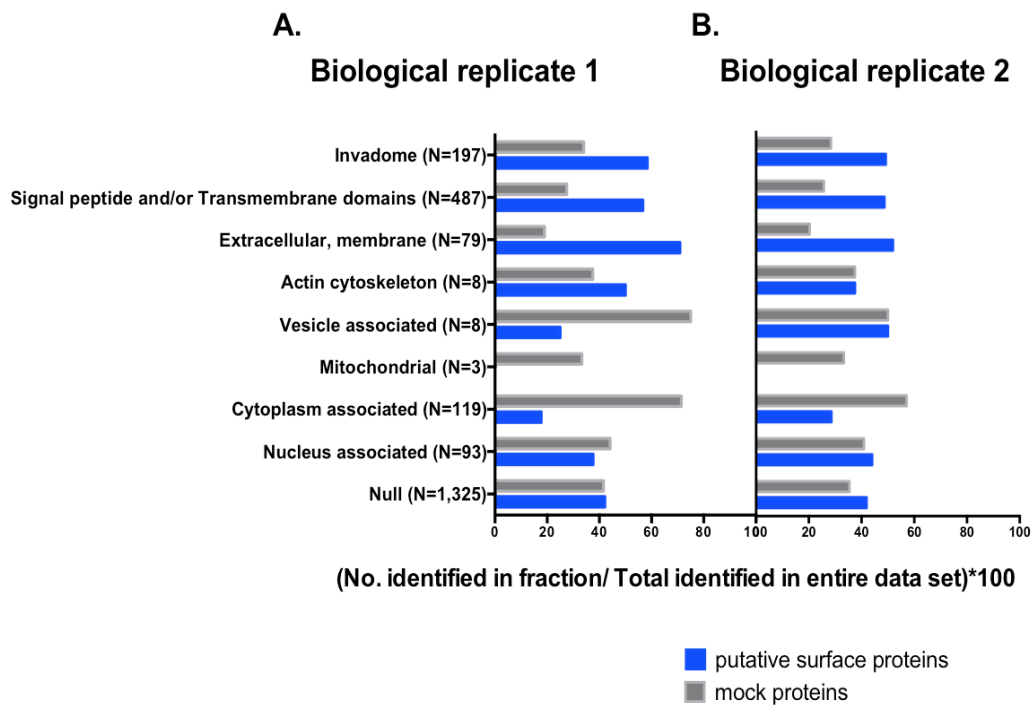 A.
B.
Biological replicate 1
Biological replicate 2
Invadome (N=197)
Signal peptide and/or Transmembrane domains (N=487)
Extracellular, membrane (N=79)
Actin cytoskeleton (N=8)
Vesicle associated (N=8)
Mitochondrial (N=3)
Cytoplasm associated (N=119)
Nucleus associated (N=93)
Null (N=1,325)
0 20 40 60 80 100
0 20 40 60 80 100
(No. identified in fraction/ Total identified in entire data set)*100
putative surface proteins
mock proteins